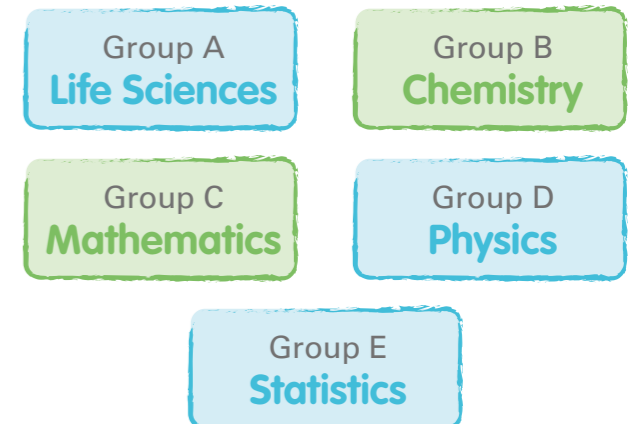 Group A
Life Sciences
Group B
Chemistry
Group C
Mathematics
Group D
Physics
Group E
Statistics